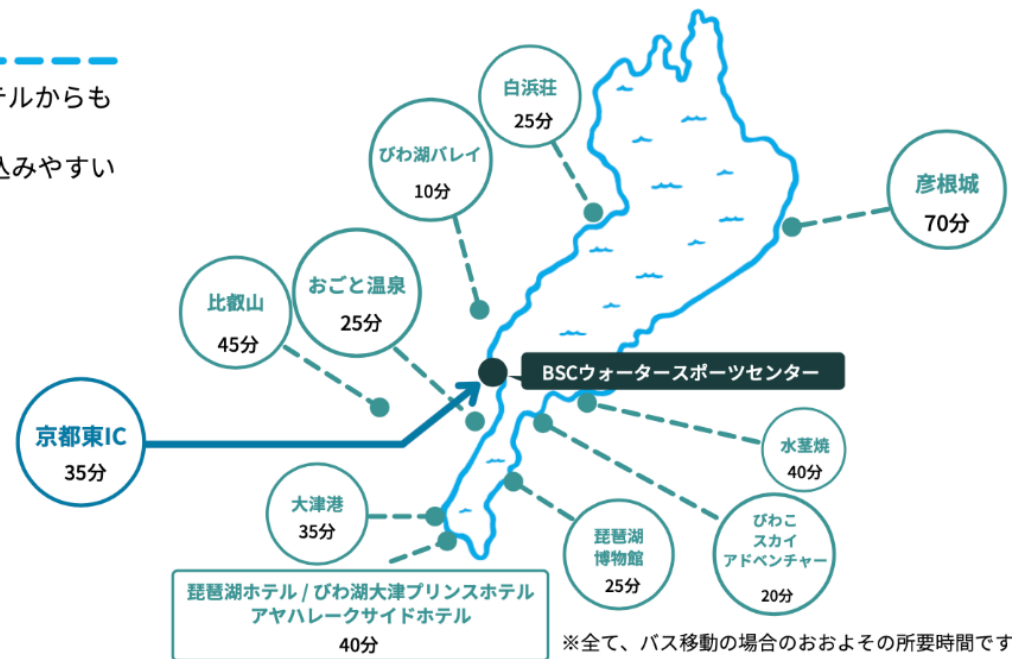 テルからも
込みやすい
白浜荘
25分
びわ湖バレイ
10分
彦根城
70分
おごと温泉
25分
比叡山
45分
BSCウォータースポーツセンター
京都東IC
35分
水茎焼
40分
大津港
35分
琵琶湖
博物館
25分
びわこ
スカイ
アドベンチャー
20分
琵琶湖ホテル / びわ湖大津プリンスホテル
アヤハレークサイドホテル
40分
※全て、バス移動の場合のおおよその所要時間です